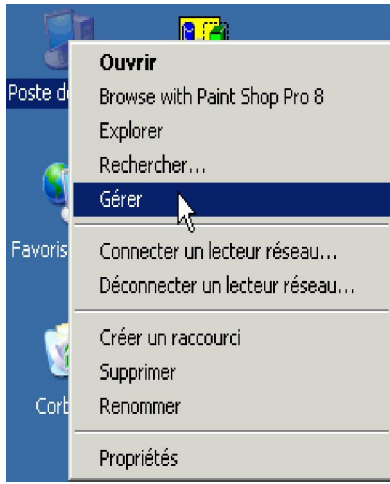 Ouvrir
Poste d
Browse with Paint Shop Pro 8
Explorer
Rechercher...
Gérer
Favoris
Connecter un lecteur réseau...
Déconnecter un lecteur réseau...
Créer un raccourci
Supprimer
Corb
Renommer
Propriétés